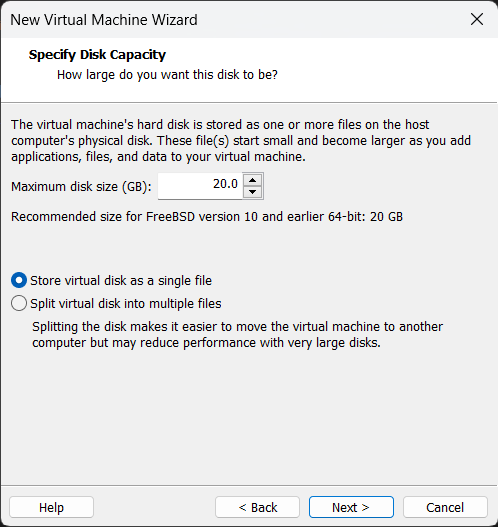 New Virtual Machine Wizard
Specify Disk Capacity
How large do you want this disk to be?
The virtual machine's hard disk is stored as one or more files on the host
computer's physical disk. These file(s) start small and become larger as you add
applications, files, and data to your virtual machine.
Maximum disk size (GB): 20.0
Recommended size for FreeBSD version 10 and earlier 64-bit: 20 GB
Store virtual disk as a single file
Split virtual disk into multiple files
Splitting the disk makes it easier to move the virtual machine to another
computer but may reduce performance with very large disks.
Help < Back Next > Cancel